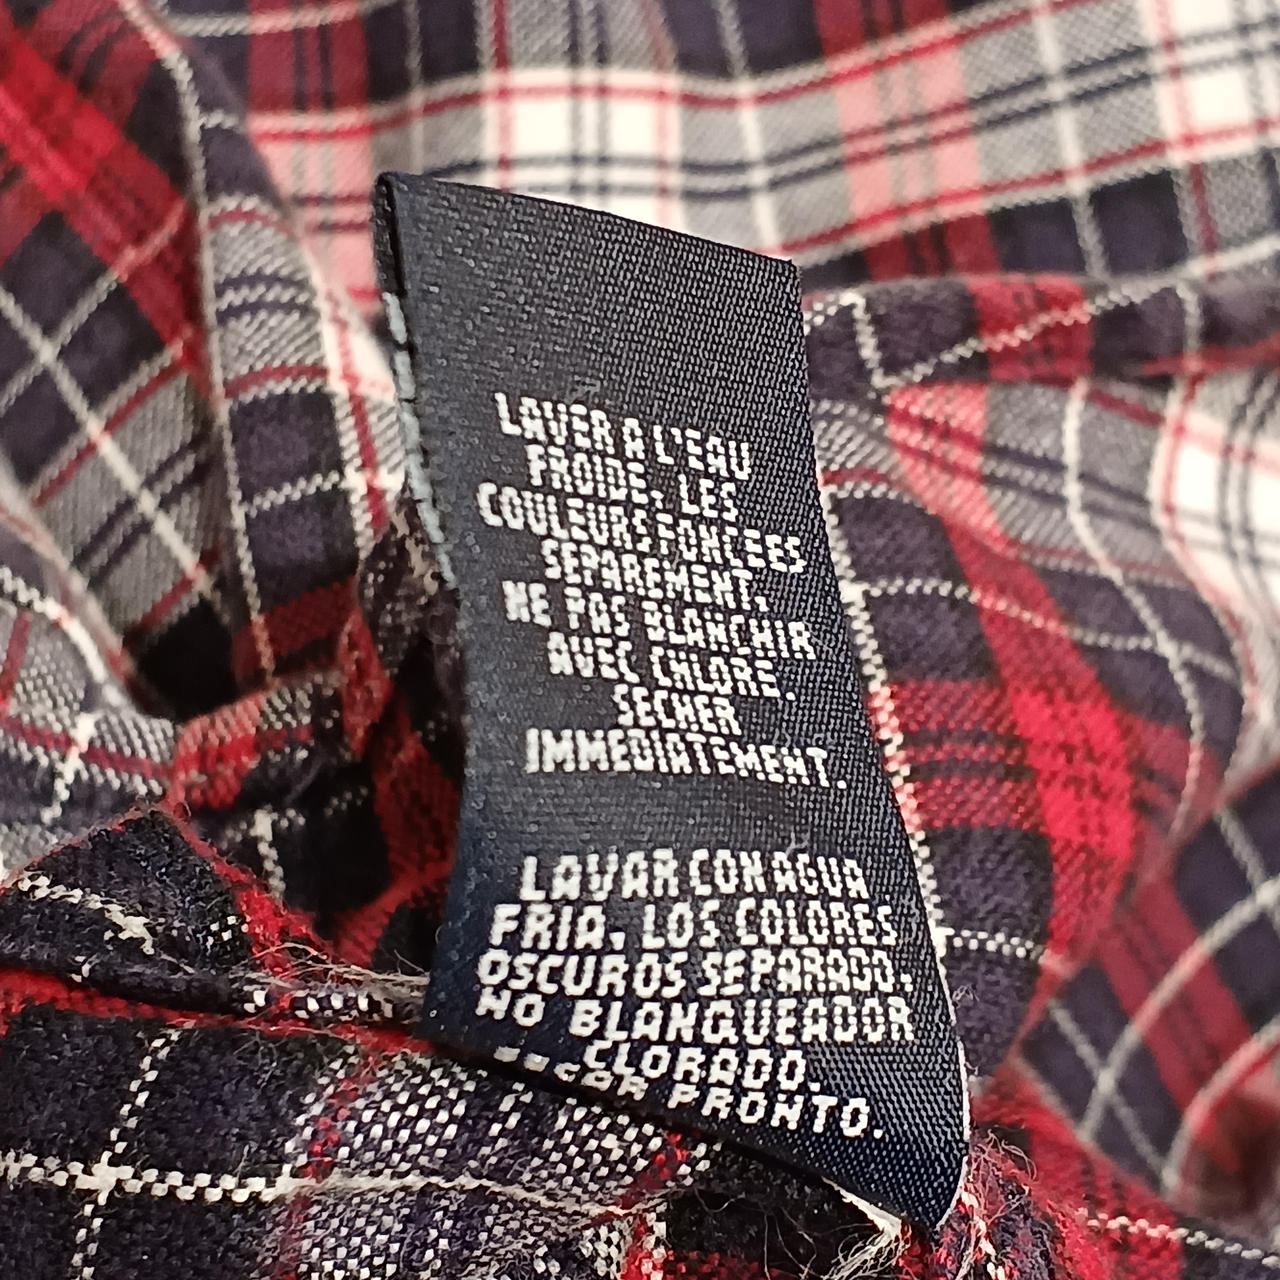 LAVER A L'EAU
FROIDE. LES
COULEURS FONCEES
SEPAREMENT.
NE PAS BLANCHIR
AVEC CHLORE.
SECHER
IMMEDIATEMENT.
LAVAR CON AGUA
FRIA. LOS COLORES
OSCUROS SEPARADO.
NO BLANQUEADOR
CLORADO.
PRONTO.